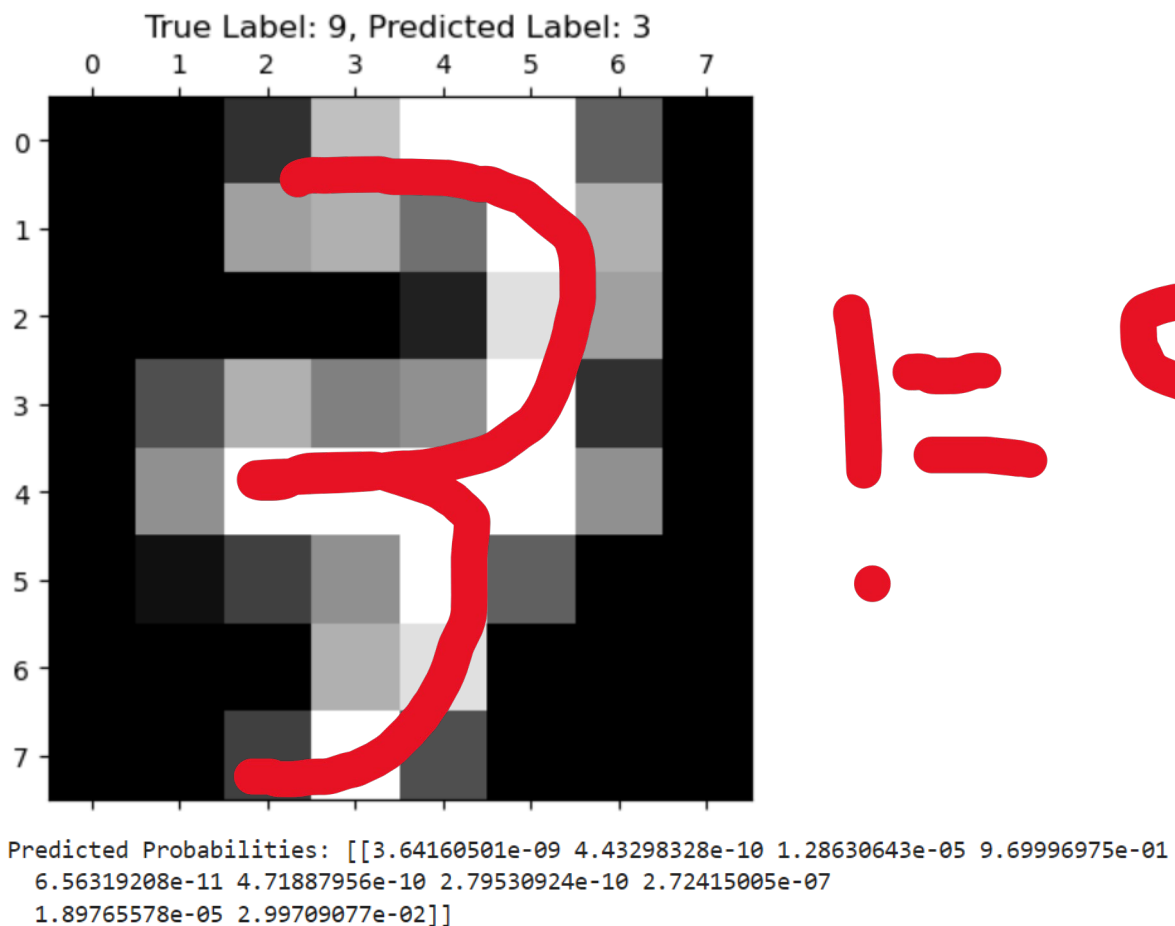 True Label: 9, Predicted Label: 3
0 1 2 3 4 5 6 7
0
1
2
3
4
5
6
7
3 !=
Predicted Probabilities: [[3.64160501e-09 4.43298328e-10 1.28630643e-05 9.69996975e-01
6.56319208e-11 4.71887956e-10 2.79530924e-10 2.72415005e-07
1.89765578e-05 2.99709077e-02]]